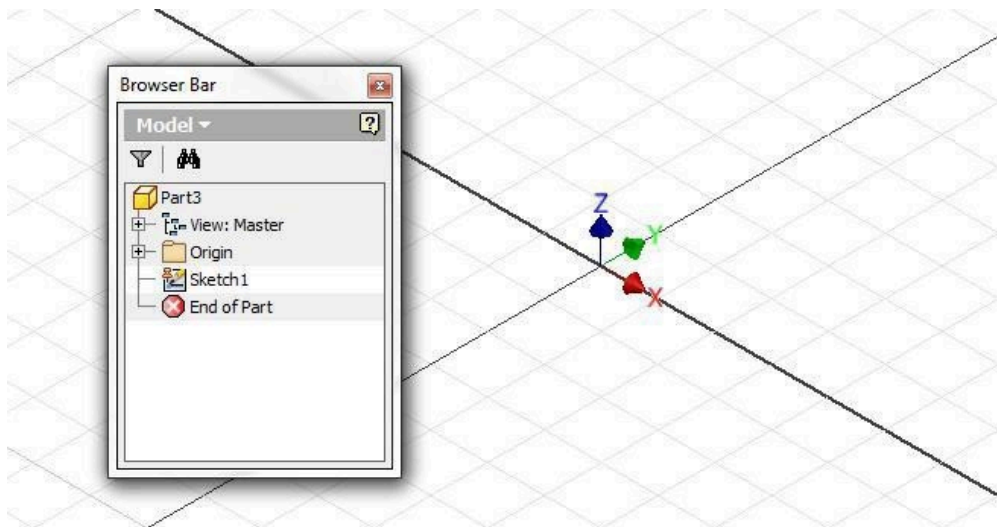 Browser Bar
Model
Part3
View: Master
Origin
Sketch1
End of Part
Z
Y
X